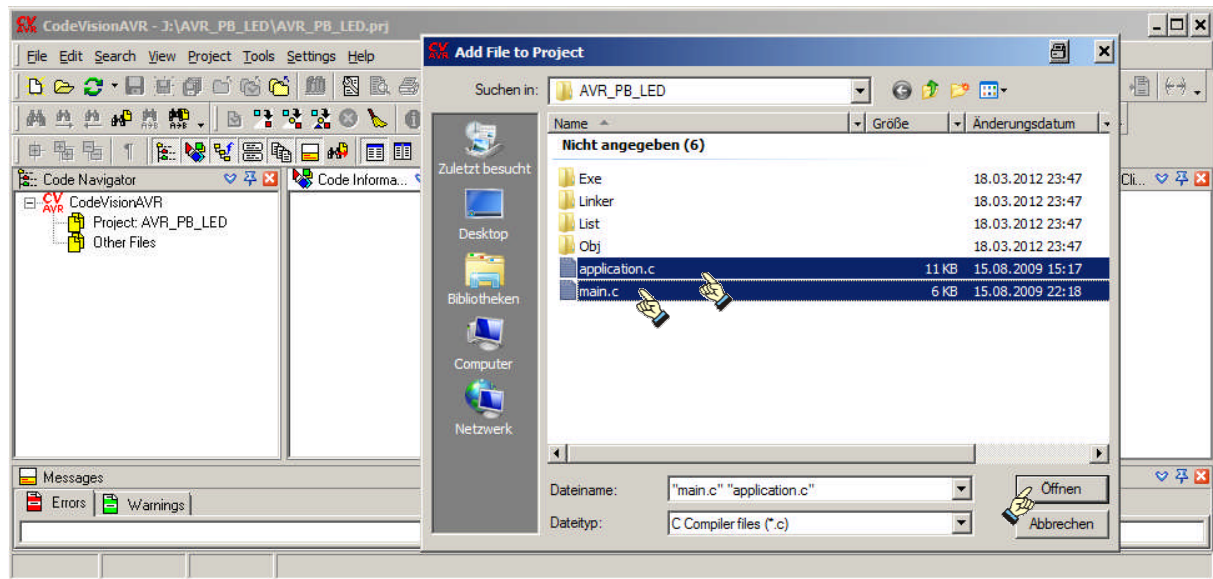 CodeVisionAVR - J:\AVR_PB_LED\AVR_PB_LED.prj
File Edit Search View Project Tools Settings Help
Code Navigator
CodeVisionAVR
Project: AVR_PB_LED
Other Files
Code Informa...
Cli...
Messages
Errors Warnings
Add File to Project
Suchen in: AVR_PB_LED
Zuletzt besucht
Desktop
Bibliotheken
Computer
Netzwerk
Name Größe Änderungsdatum
Nicht angegeben (6)
Exe 18.03.2012 23:47
Linker 18.03.2012 23:47
List 18.03.2012 23:47
Obj 18.03.2012 23:47
application.c 11 KB 15.08.2009 15:17
main.c 6 KB 15.08.2009 22:18
Dateiname: "main.c" "application.c" Öffnen
Dateityp: C Compiler files (*.c) Abbrechen